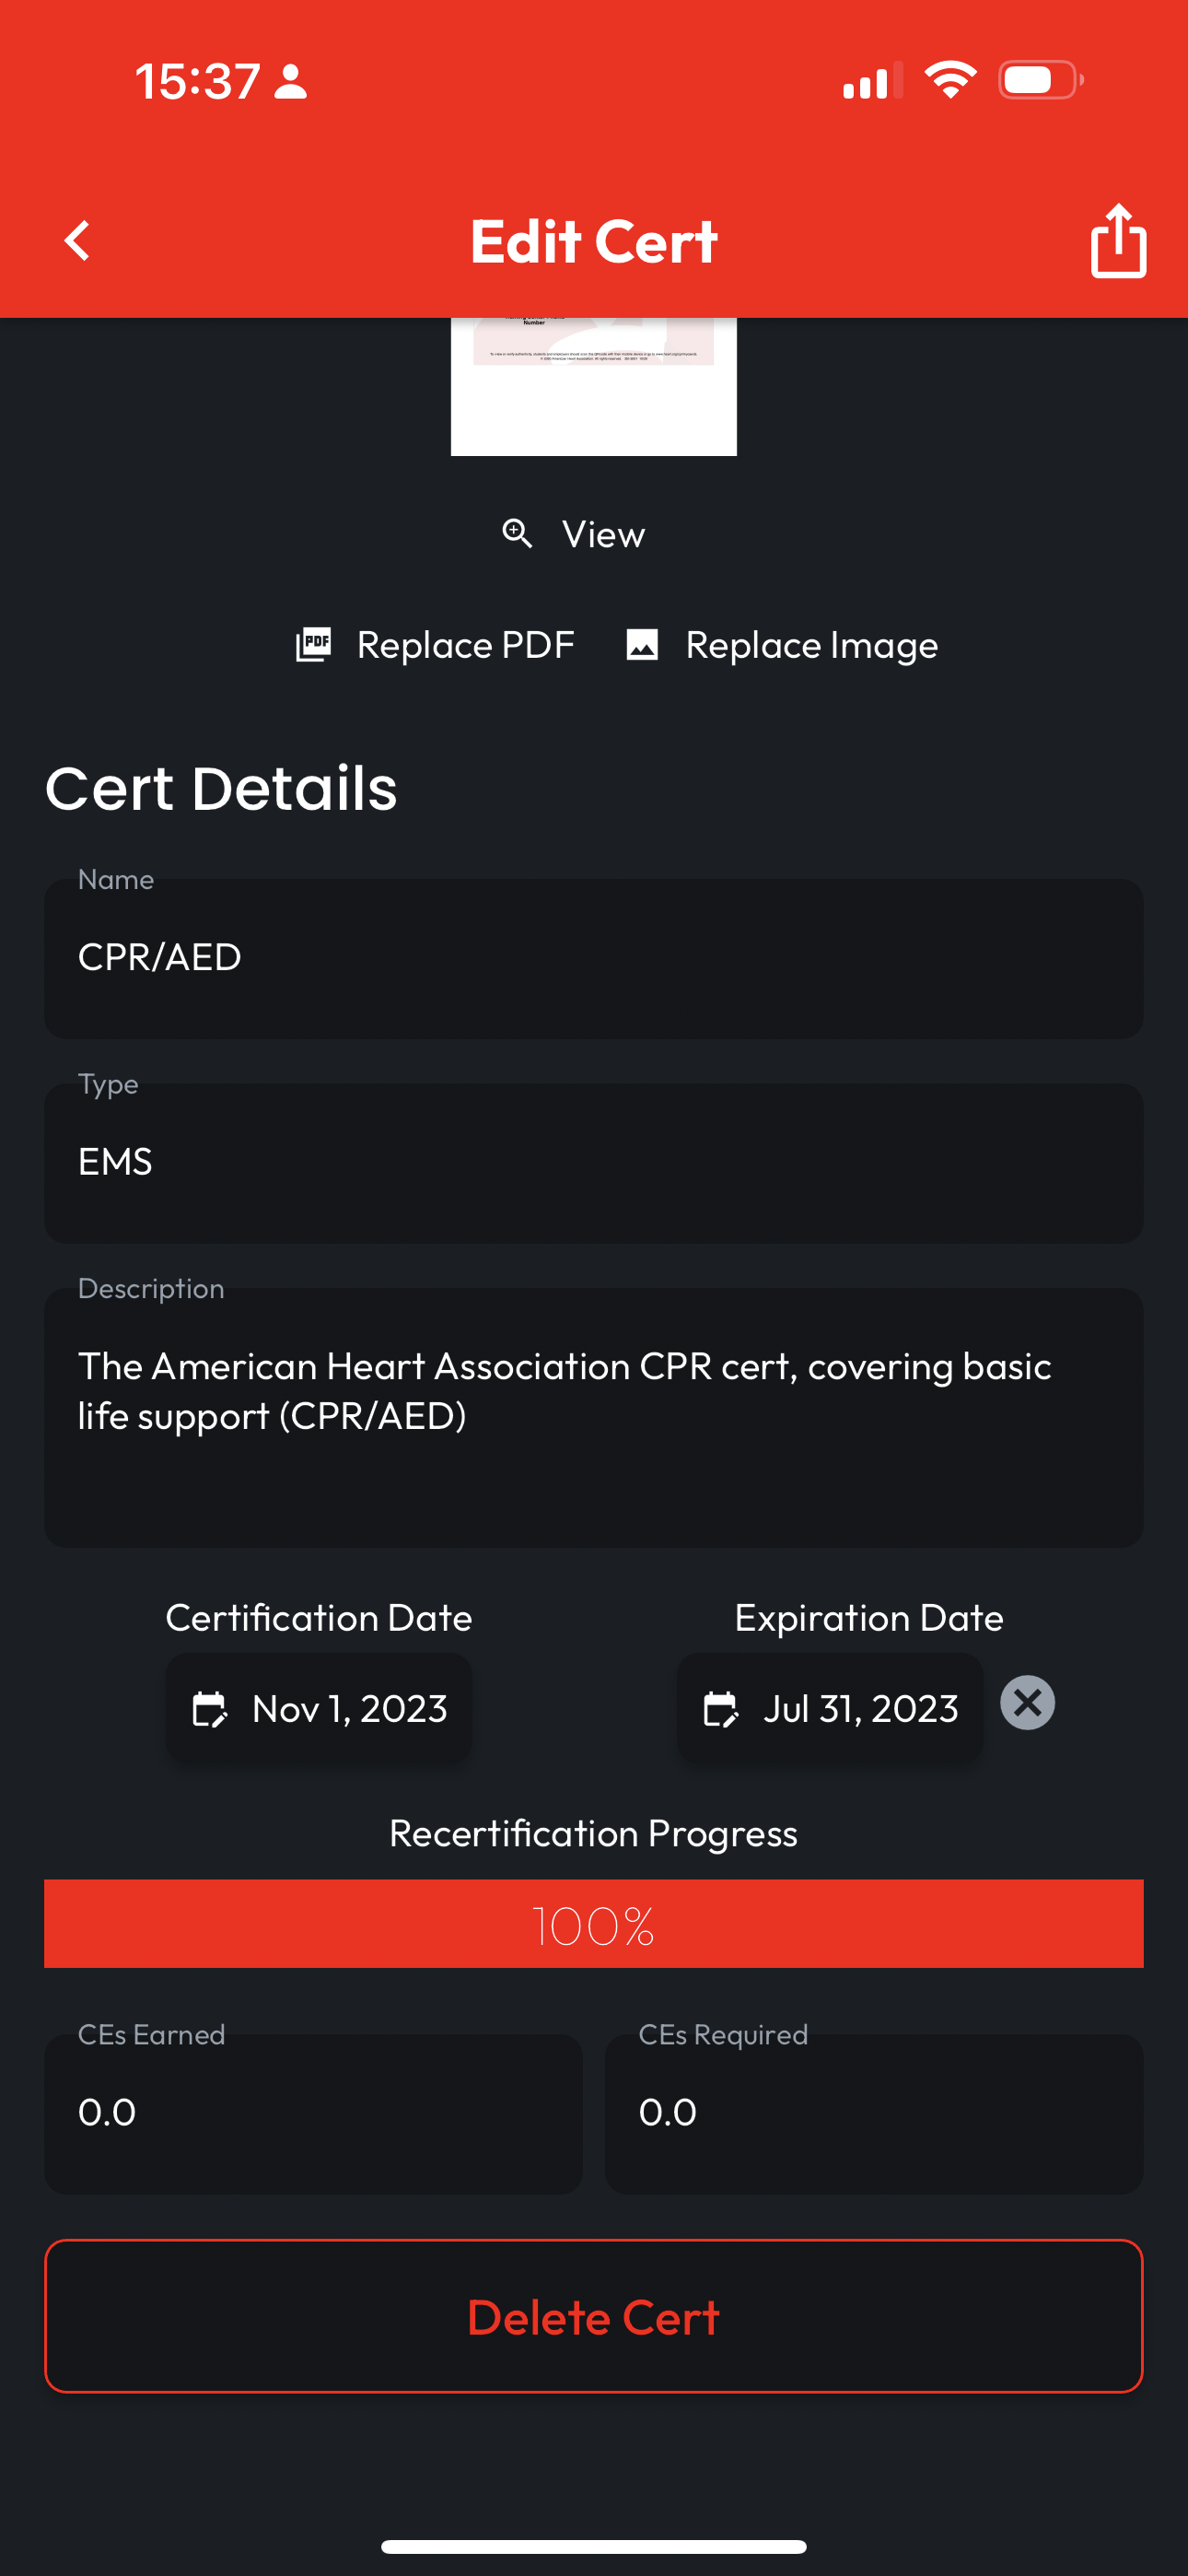 15:37
Edit Cert
Number
View
PDF
Replace PDF
Replace Image
Cert Details
Name
CPR/AED
Type
EMS
Description
The American Heart Association CPR cert, covering basic
life support (CPR/AED)
Certification Date
Expiration Date
Nov 1, 2023
Jul 31, 2023
Recertification Progress
100%
CEs Earned
CEs Required
0.0
0.0
Delete Cert